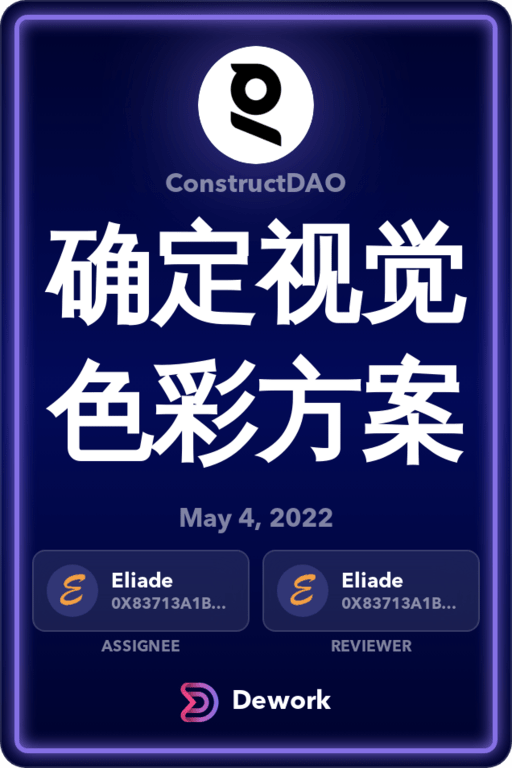 ConstructDAO
确定视觉
色彩方案
May 4, 2022
Eliade
0X83713A1B...
ASSIGNEE
Eliade
0X83713A1B...
REVIEWER
Dework